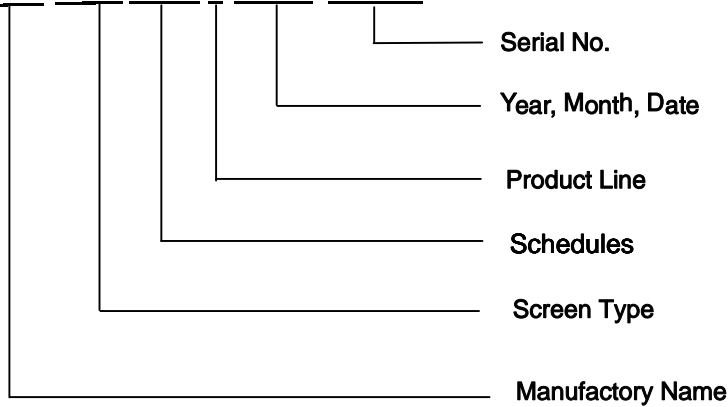 Serial No.
Year, Month, Date
Product Line
Schedules
Screen Type
Manufactory Name